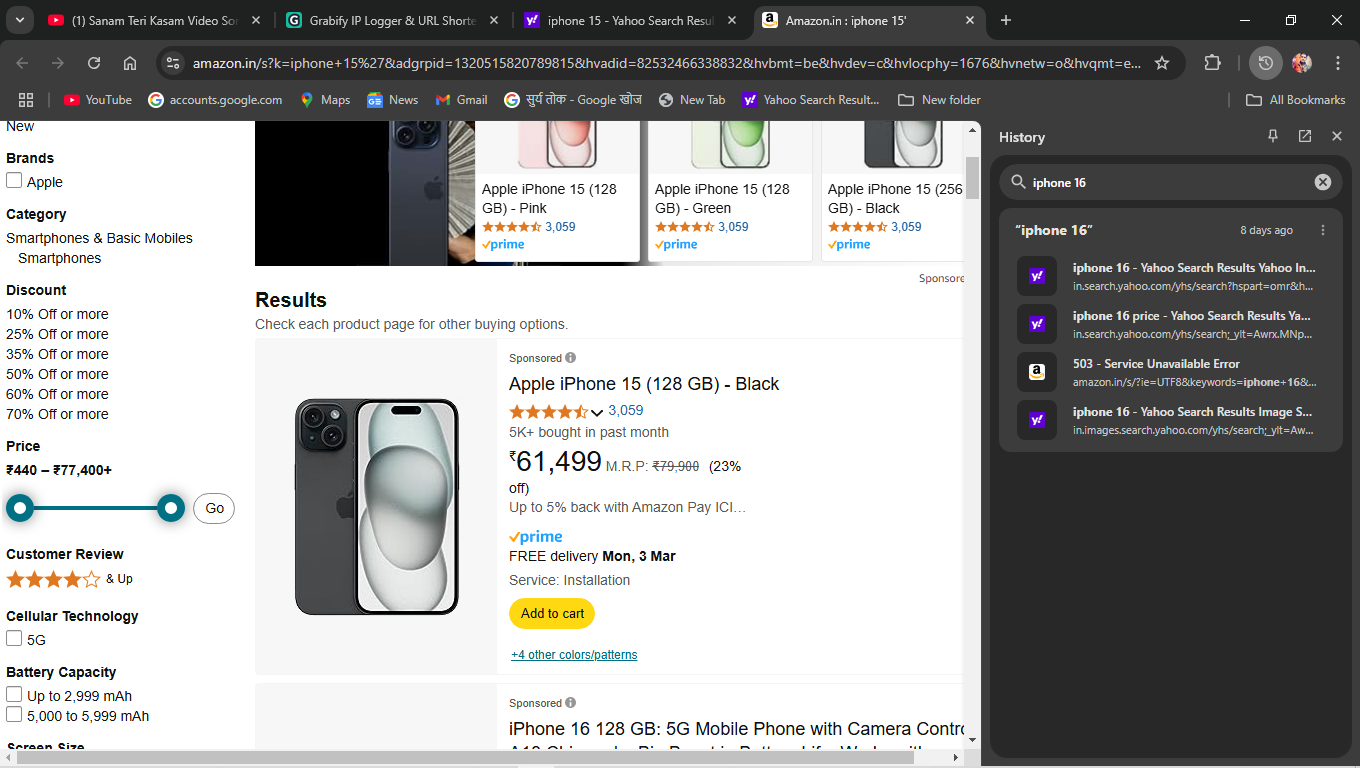 (1) Sanam Teri Kasam Video Sor
Grabify IP Logger & URL Shorte
iphone 15 - Yahoo Search Resul
Amazon.in : iphone 15'
amazon.in/s?k=iphone+15%27&adgrpid=1320515820789815&hvadid=82532466338832&hvbmt=be&hvdev=c&hvlocphy=1676&hvnetw=o&hvqmt=e...
YouTube
accounts.google.com
Maps
News
Gmail
सुर्य तोक - Google खोज
New Tab
Yahoo Search Result...
New folder
All Bookmarks
New
Brands
Apple
Category
Smartphones & Basic Mobiles
Smartphones
Discount
10% Off or more
25% Off or more
35% Off or more
50% Off or more
60% Off or more
70% Off or more
Price
₹440 – ₹77,400+
Go
Customer Review
& Up
Cellular Technology
5G
Battery Capacity
Up to 2,999 mAh
5,000 to 5,999 mAh
Screen Size
Apple iPhone 15 (128
GB) - Pink
3,059
prime
Apple iPhone 15 (128
GB) - Green
3,059
prime
Apple iPhone 15 (256
GB) - Black
3,059
prime
Sponsore
Results
Check each product page for other buying options.
Sponsored
Apple iPhone 15 (128 GB) - Black
3,059
5K+ bought in past month
₹61,499 M.R.P: ₹79,900 (23%
off)
Up to 5% back with Amazon Pay ICI…
prime
FREE delivery Mon, 3 Mar
Service: Installation
Add to cart
+4 other colors/patterns
Sponsored
iPhone 16 128 GB: 5G Mobile Phone with Camera Contro
History
iphone 16
“iphone 16”
8 days ago
iphone 16 - Yahoo Search Results Yahoo In...
in.search.yahoo.com/yhs/search?hspart=omr&h...
iphone 16 price - Yahoo Search Results Ya...
in.search.yahoo.com/yhs/search;_ylt=Awrx.MNp...
503 - Service Unavailable Error
amazon.in/s/?ie=UTF8&keywords=iphone+16&...
iphone 16 - Yahoo Search Results Image S...
in.images.search.yahoo.com/yhs/search;_ylt=Aw...